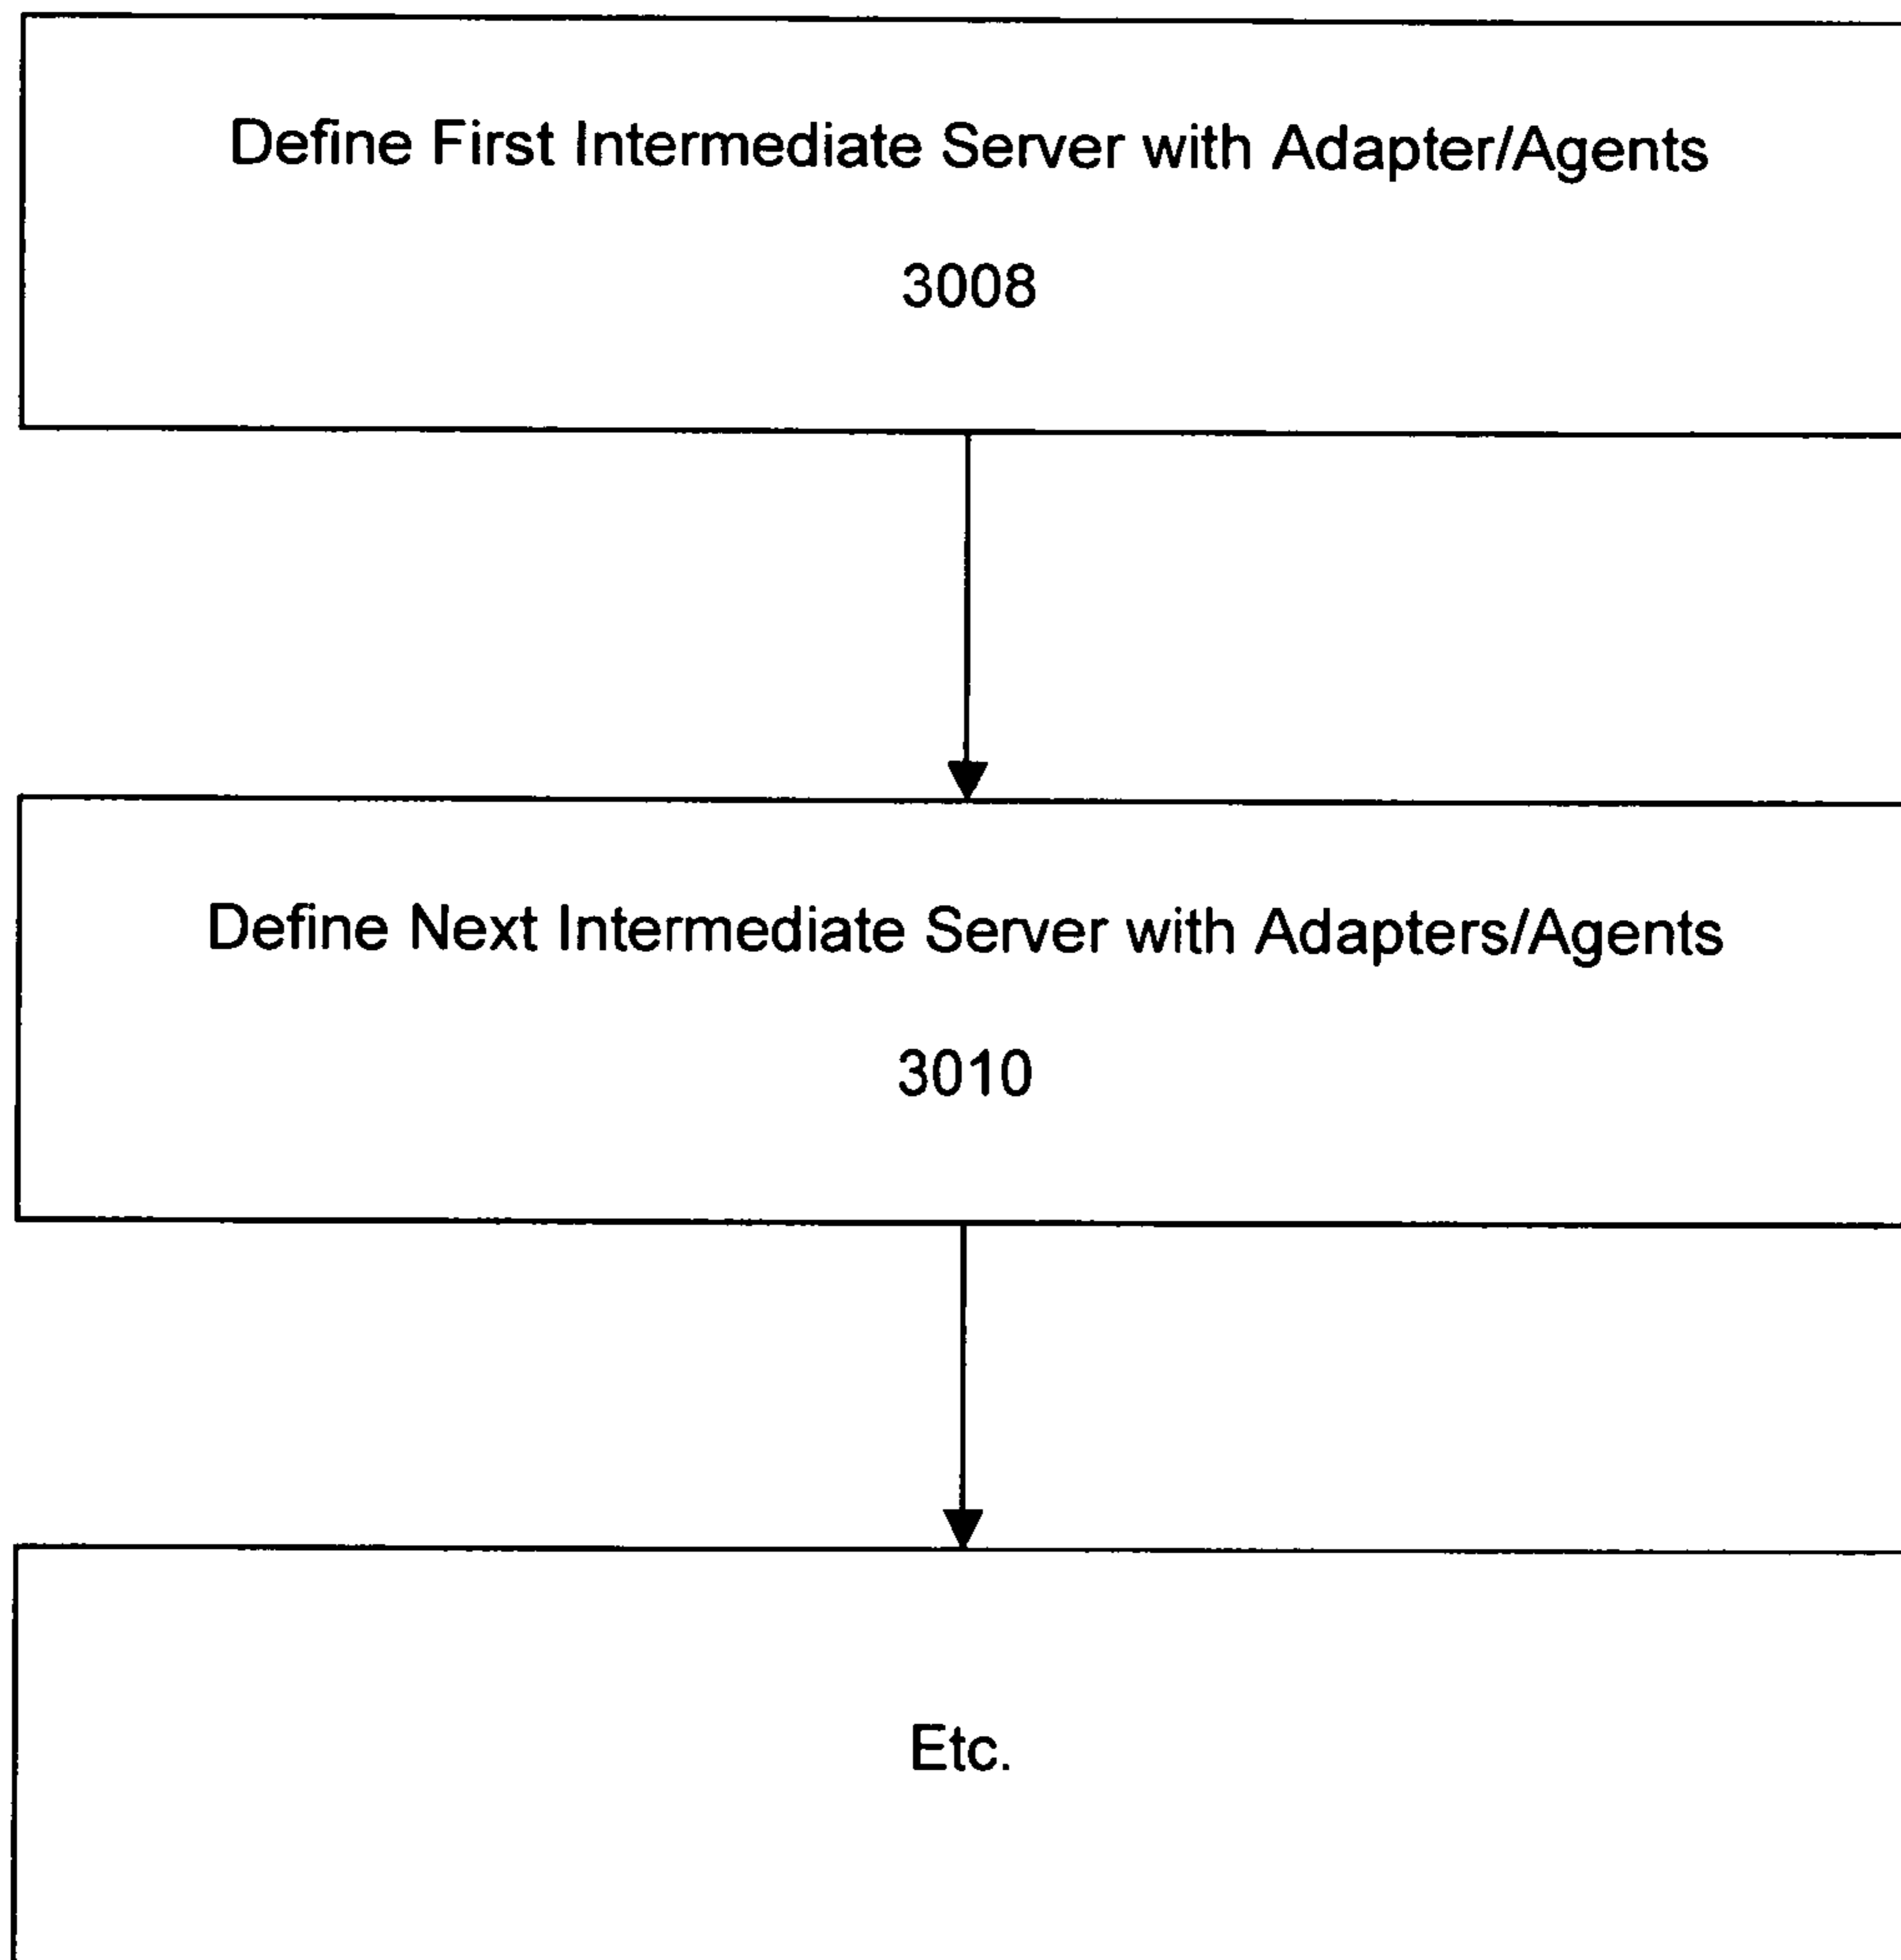 Define First Intermediate Server with Adapter/Agents
3008
Define Next Intermediate Server with Adapters/Agents
3010
Etc.